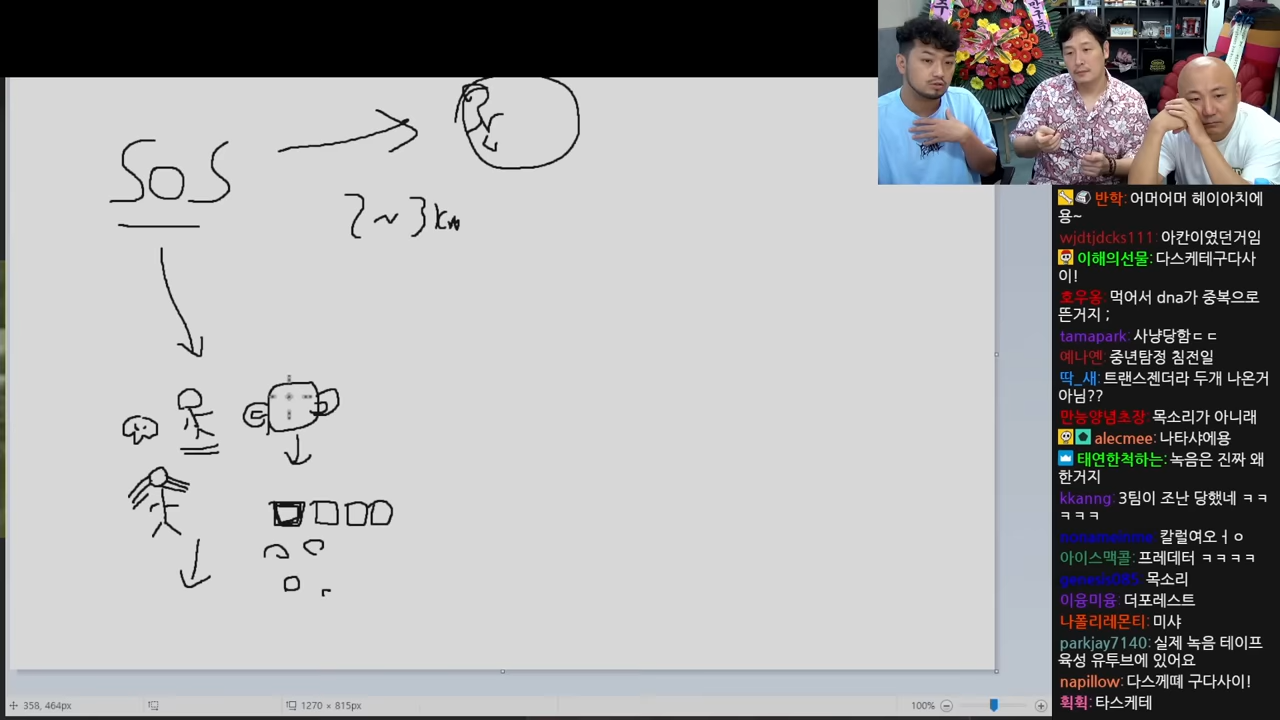 SOS
2~3km
반학: 어머어머 헤이아치에
용~
wjdtjdcks111: 아칸이였던거임
이해의선물: 다스케테구다사
이!
호우웅: 먹어서 dna가 중복으로
뜬거지 ;
tamapark: 사냥당함ㄷㄷ
예나옌: 중년탐정 침전일
딱_새: 트랜스젠더라 두개 나온거
아님??
만능양념초장: 목소리가 아니래
alecmee: 나타샤에용
태연한척하는: 녹음은 진짜 왜
한거지
kkanng: 3팀이 조난 당했네 ㅋㅋ
ㅋㅋㅋ
칼럴여오ㅓㅇ
아이스맥콜: 프레데터 ㅋㅋㅋㅋ
genesis085: 목소리
이융미융: 더포레스트
나폴리레몬티: 미샤
parkjay7140: 실제 녹음 테이프
육성 유투브에 있어요
napillow: 다스께떼 구다사이!
획획: 타스케테
358, 464px
1270 × 815px
100%